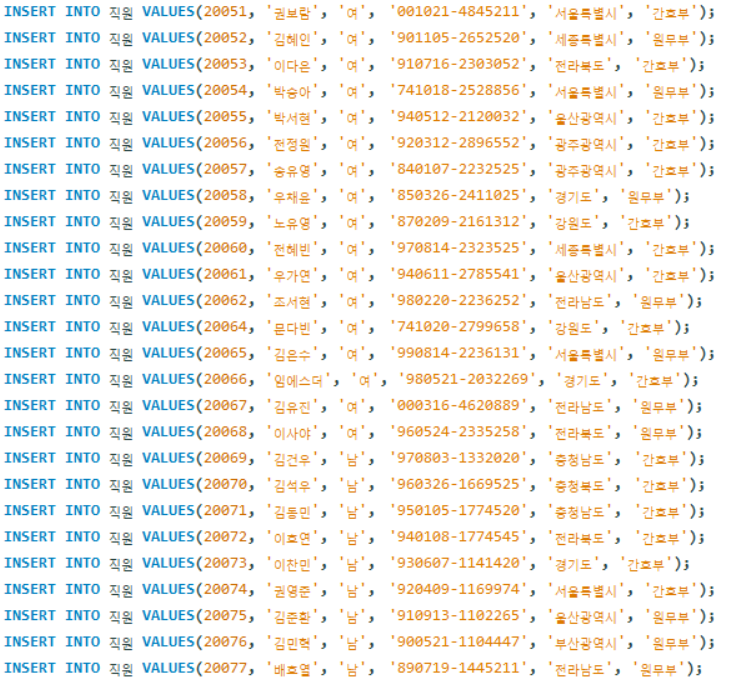 INSERT INTO 직원 VALUES(20051, '권보람', '여', '001021-4845211', '서울특별시', '간호부');
INSERT INTO 직원 VALUES(20052, '김혜인', '여', '901105-2652520', '세종특별시', '원무부');
INSERT INTO 직원 VALUES(20053, '이다은', '여', '910716-2303052', '전라북도', '간호부');
INSERT INTO 직원 VALUES(20054, '박승아', '여', '741018-2528856', '서울특별시', '원무부');
INSERT INTO 직원 VALUES(20055, '박서현', '여', '940512-2120032', '울산광역시', '간호부');
INSERT INTO 직원 VALUES(20056, '전정원', '여', '920312-2896552', '광주광역시', '간호부');
INSERT INTO 직원 VALUES(20057, '송유영', '여', '840107-2232525', '광주광역시', '간호부');
INSERT INTO 직원 VALUES(20058, '우채윤', '여', '850326-2411025', '경기도', '원무부');
INSERT INTO 직원 VALUES(20059, '노유영', '여', '870209-2161312', '강원도', '간호부');
INSERT INTO 직원 VALUES(20060, '전혜빈', '여', '970814-2323525', '세종특별시', '간호부');
INSERT INTO 직원 VALUES(20061, '우가연', '여', '940611-2785541', '울산광역시', '간호부');
INSERT INTO 직원 VALUES(20062, '조서현', '여', '980220-2236252', '전라남도', '원무부');
INSERT INTO 직원 VALUES(20064, '문다빈', '여', '741020-2799658', '강원도', '간호부');
INSERT INTO 직원 VALUES(20065, '김은수', '여', '990814-2236131', '서울특별시', '원무부');
INSERT INTO 직원 VALUES(20066, '임에스더', '여', '980521-2032269', '경기도', '간호부');
INSERT INTO 직원 VALUES(20067, '김유진', '여', '000316-4620889', '전라남도', '원무부');
INSERT INTO 직원 VALUES(20068, '이사야', '여', '960524-2335258', '전라북도', '원무부');
INSERT INTO 직원 VALUES(20069, '김건우', '남', '970803-1332020', '충청남도', '간호부');
INSERT INTO 직원 VALUES(20070, '김석우', '남', '960326-1669525', '충청북도', '간호부');
INSERT INTO 직원 VALUES(20071, '김동민', '남', '950105-1774520', '충청남도', '간호부');
INSERT INTO 직원 VALUES(20072, '이호연', '남', '940108-1774545', '전라북도', '간호부');
INSERT INTO 직원 VALUES(20073, '이찬민', '남', '930607-1141420', '경기도', '간호부');
INSERT INTO 직원 VALUES(20074, '권영준', '남', '920409-1169974', '서울특별시', '간호부');
INSERT INTO 직원 VALUES(20075, '김준환', '남', '910913-1102265', '울산광역시', '원무부');
INSERT INTO 직원 VALUES(20076, '김민혁', '남', '900521-1104447', '부산광역시', '원무부');
INSERT INTO 직원 VALUES(20077, '배호열', '남', '890719-1445211', '전라남도', '원무부');